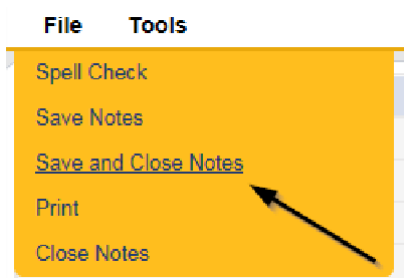 File Tools
Spell Check
Save Notes
Save and Close Notes
Print
Close Notes